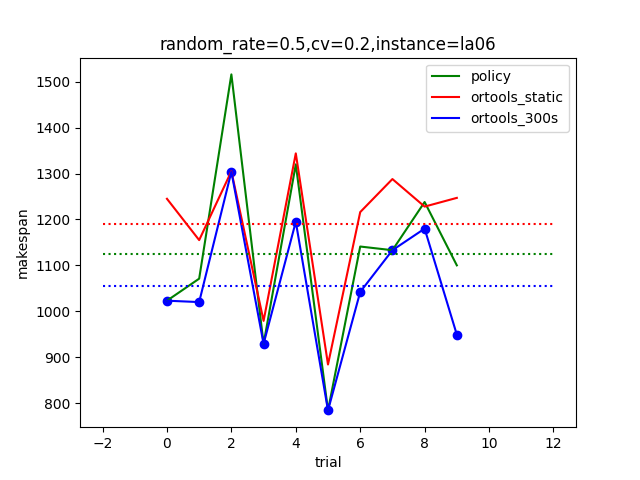 random_rate=0.5,cv=0.2,instance=la06
policy
ortools_static
ortools_300s
makespan
1500
1400
1300
1200
1100
1000
900
800
−2 0 2 4 6 8 10 12
trial